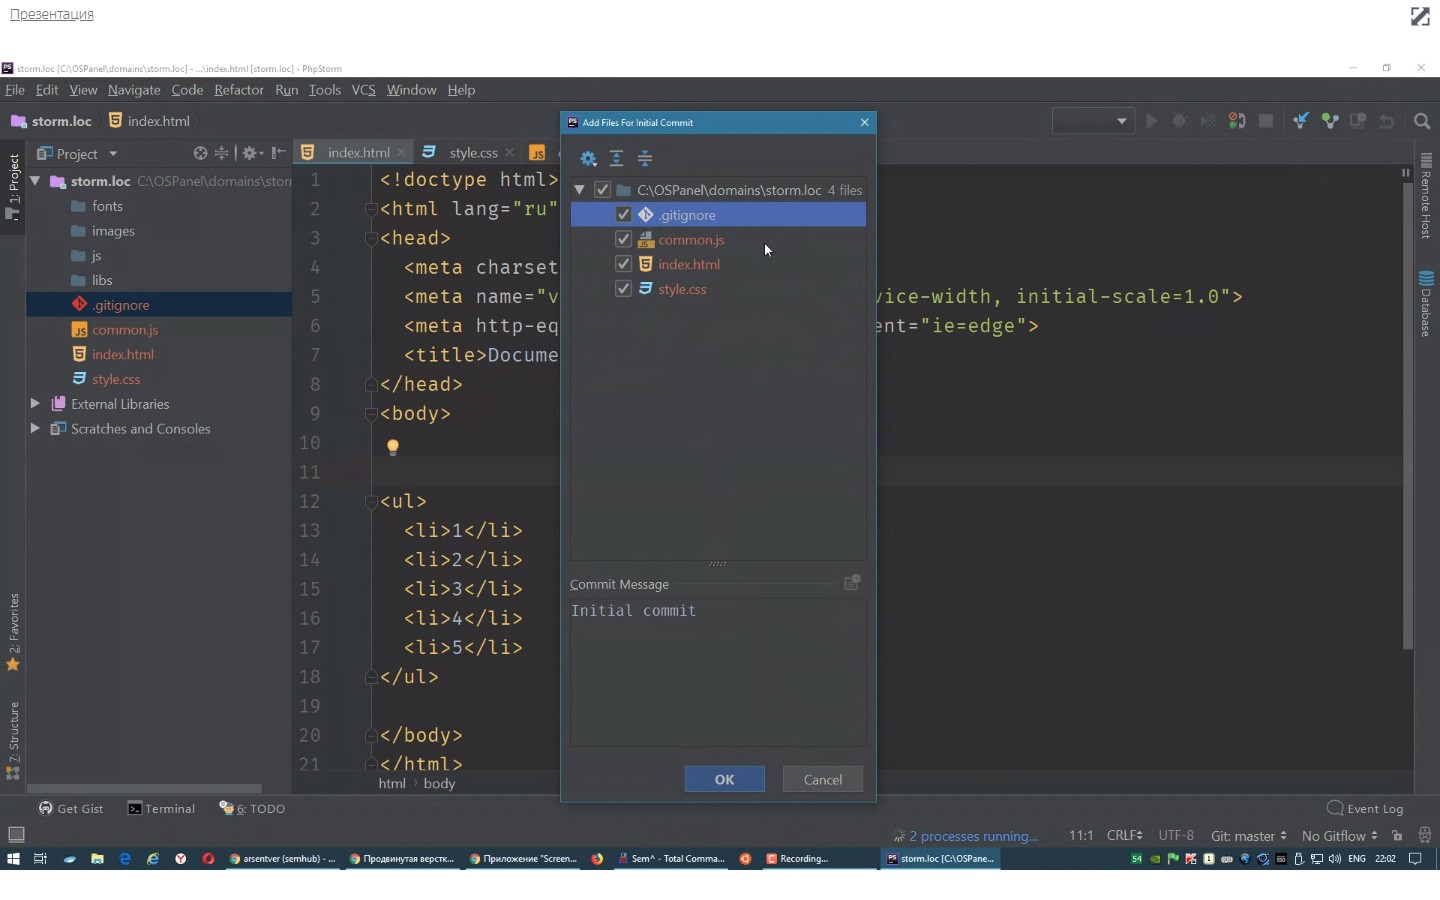 Презентация
storm.loc [C:\OSPanel\domains\storm.loc] - ...\index.html [storm.loc] - PhpStorm
File Edit View Navigate Code Refactor Run Tools VCS Window Help
storm.loc index.html
Add Files For Initial Commit
Project
index.html
style.css
1: Project
storm.loc C:\OSPanel\domains\storm
fonts
images
js
libs
.gitignore
common.js
index.html
style.css
External Libraries
Scratches and Consoles
2: Favorites
7: Structure
1 <!doctype html>
2 <html lang="ru"
3 <head>
4 <meta charset
5 <meta name="v vice-width, initial-scale=1.0">
6 <meta http-eq ent="ie=edge">
7 <title>Docume
8 </head>
9 <body>
10
11
12 <ul>
13 <li>1</li>
14 <li>2</li>
15 <li>3</li>
16 <li>4</li>
17 <li>5</li>
18 </ul>
19
20 </body>
21 </html>
html body
C:\OSPanel\domains\storm.loc 4 files
.gitignore
common.js
index.html
style.css
Commit Message
Initial commit
OK Cancel
Remote Host
Database
Get Gist Terminal 6: TODO Event Log
2 processes running... 11:1 CRLF UTF-8 Git: master No Gitflow
arsentver (semhub) - ... Продвинутая верстк... Приложение "Screen... Sem^ - Total Comma... Recording... storm.loc [C:\OSPane... 54 ENG 22:02